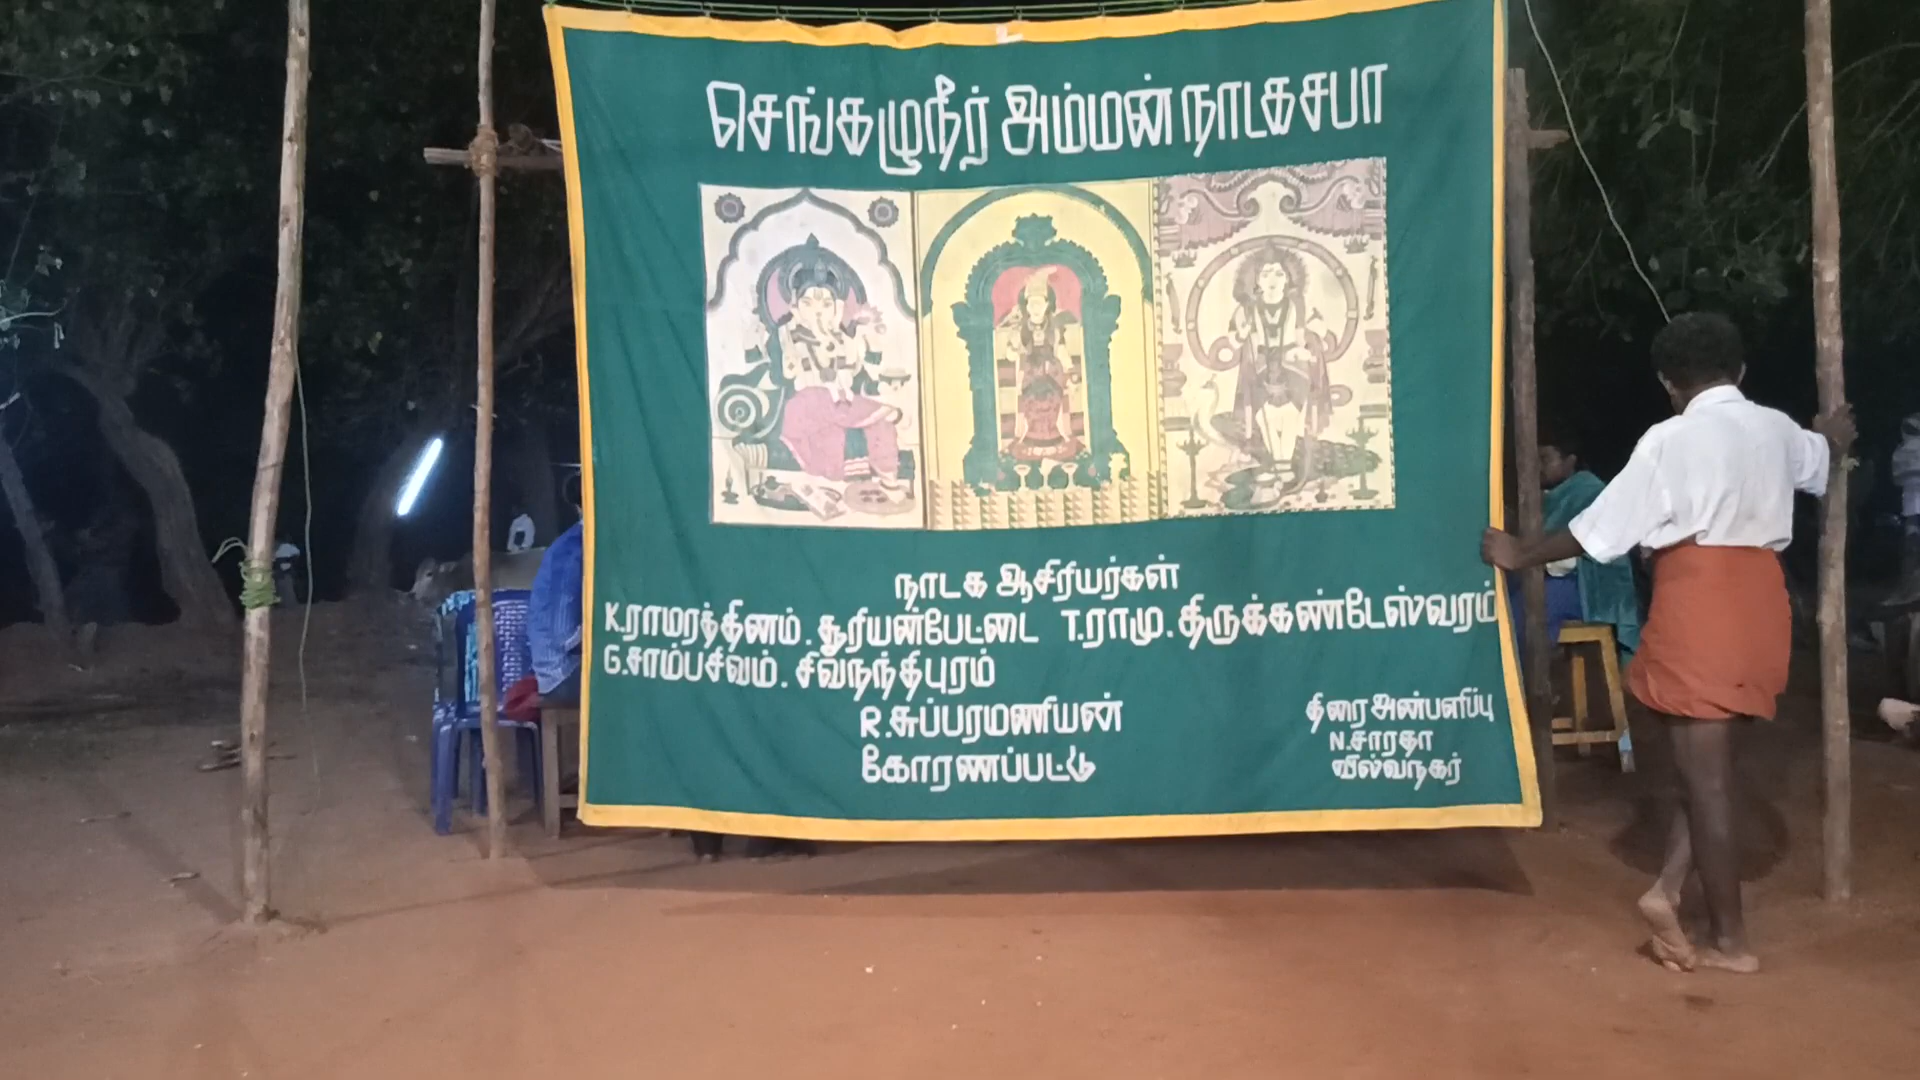 செங்கழுநீர் அம்மன் நாடகசபா
நாடக ஆசிரியர்கள்
K.ராமரத்தினம். சூரியன்பேட்டை T.ராமு. திருக்கண்டேஸ்வரம்
G.சாம்பசிவம். சிவநந்திபுரம்
R.சுப்பரமணியன்
கோரணப்பட்டு
திரை அன்பளிப்பு
N.சாரதா
வில்வநகர்